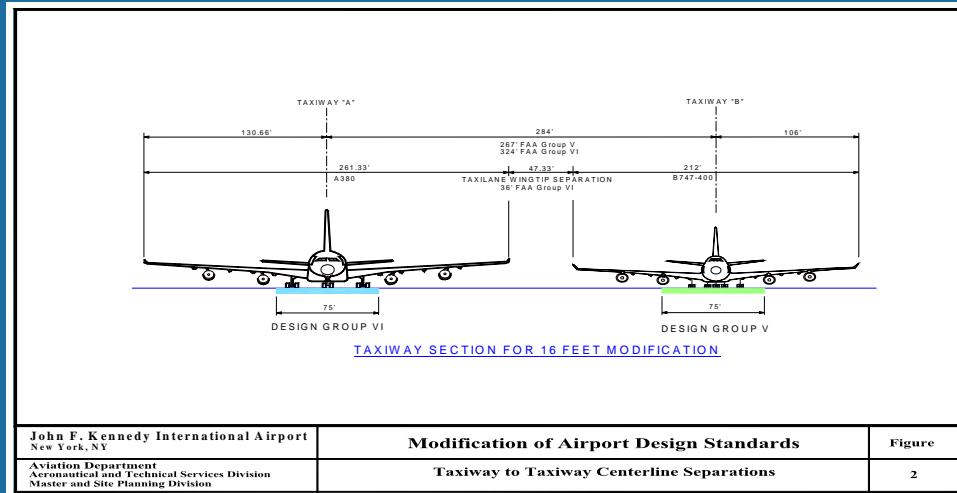 TAXIWAY "A"
TAXIWAY "B"
130.66'
284'
106'
267' FAA Group V
324' FAA Group VI
261.33'
47.33'
212'
A380
TAXILANE WINGTIP SEPARATION
B747-400
36' FAA Group VI
75'
75'
DESIGN GROUP VI
DESIGN GROUP V
TAXIWAY SECTION FOR 16 FEET MODIFICATION
John F. Kennedy International Airport
New York, NY
Modification of Airport Design Standards
Figure
Aviation Department
Aeronautical and Technical Services Division
Master and Site Planning Division
Taxiway to Taxiway Centerline Separations
2